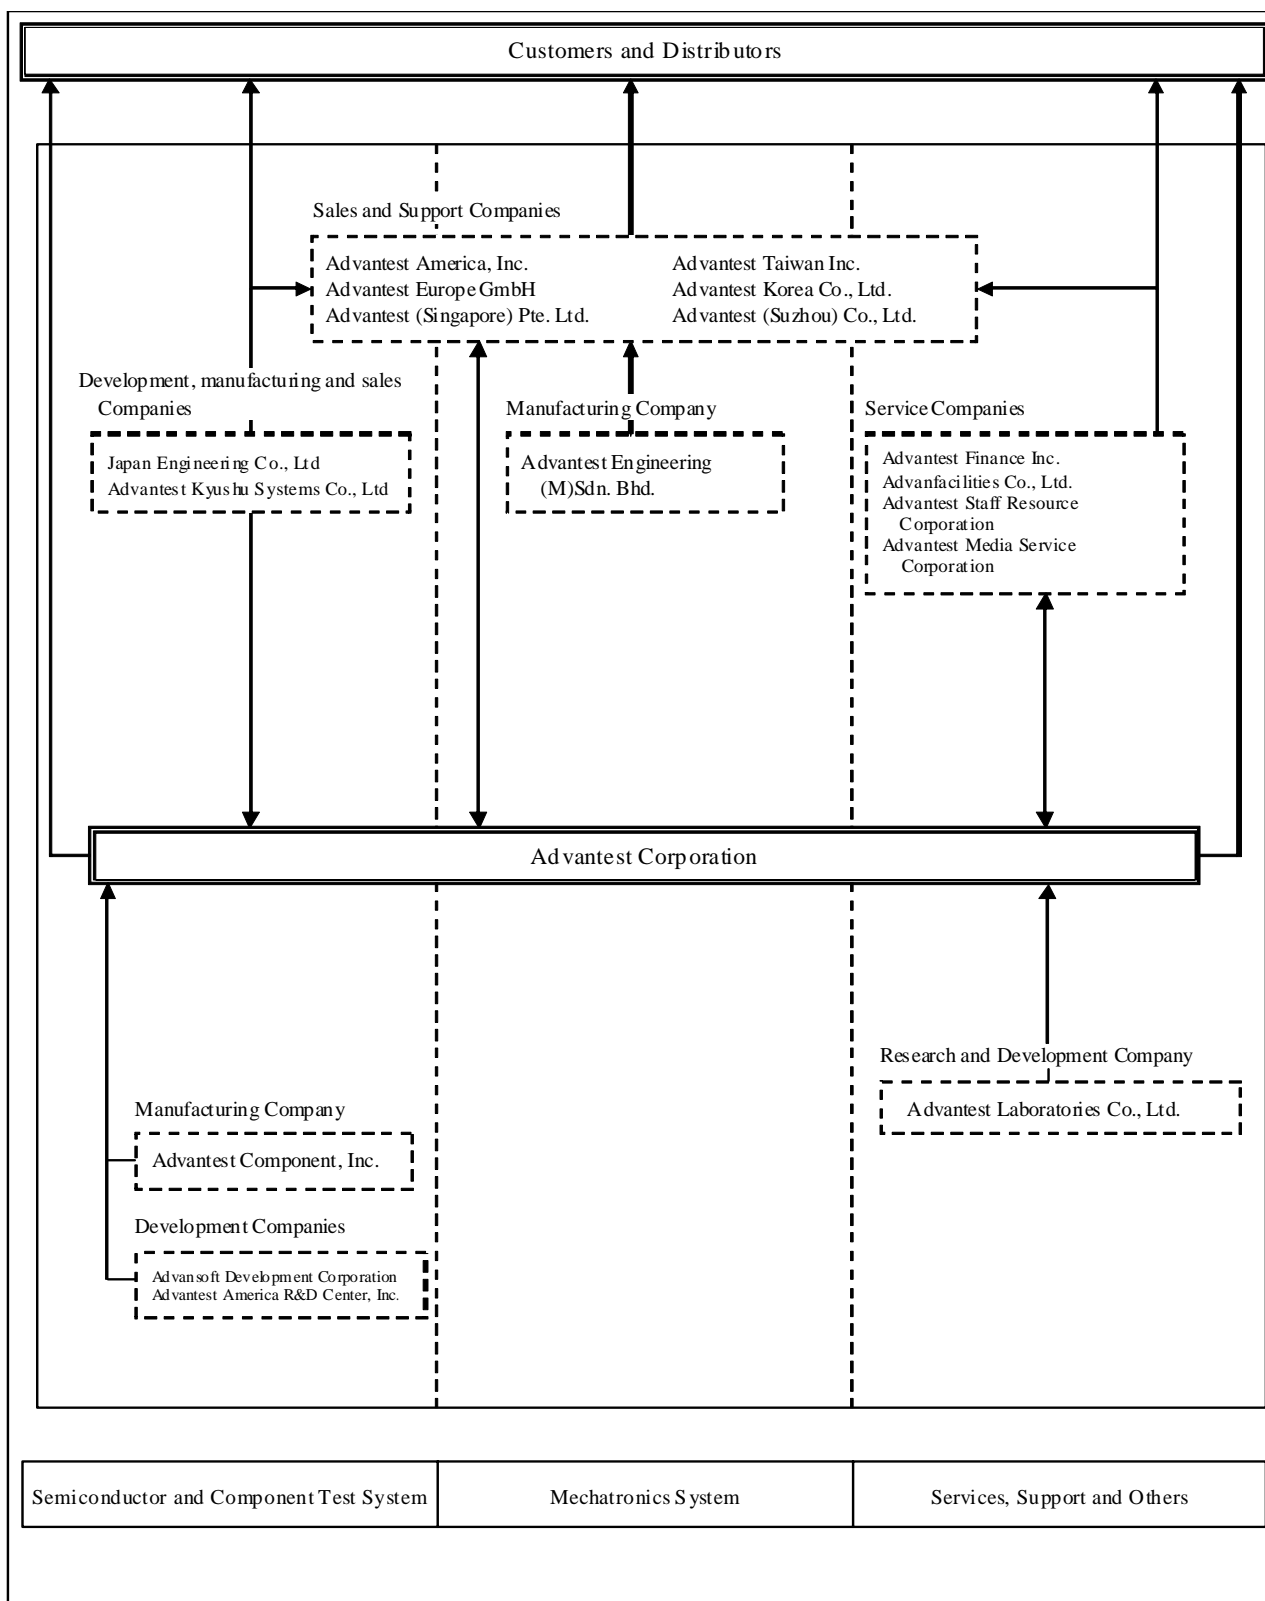 Customers and Distributors
Sales and Support Companies
Advantest America, Inc.
Advantest Europe GmbH
Advantest (Singapore) Pte. Ltd.
Advantest Taiwan Inc.
Advantest Korea Co., Ltd.
Advantest (Suzhou) Co., Ltd.
Development, manufacturing and sales
Companies
Japan Engineering Co., Ltd
Advantest Kyushu Systems Co., Ltd
Manufacturing Company
Advantest Engineering
(M)Sdn. Bhd.
Service Companies
Advantest Finance Inc.
Advanfacilities Co., Ltd.
Advantest Staff Resource
Corporation
Advantest Media Service
Corporation
Advantest Corporation
Research and Development Company
Advantest Laboratories Co., Ltd.
Manufacturing Company
Advantest Component, Inc.
Development Companies
Advansoft Development Corporation
Advantest America R&D Center, Inc.
Semiconductor and Component Test System
Mechatronics System
Services, Support and Others